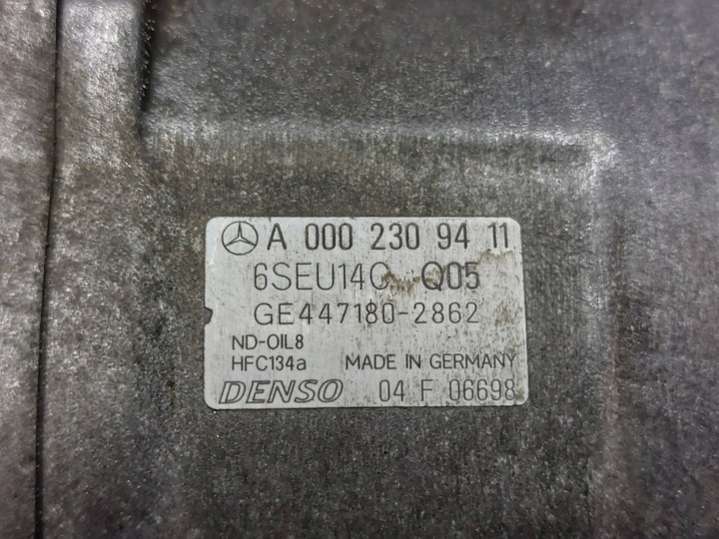 A 000 230 94 11
6SEU14C Q05
GE447180-2862
ND-OIL8
HFC134a MADE IN GERMANY
DENSO 04 F 06698